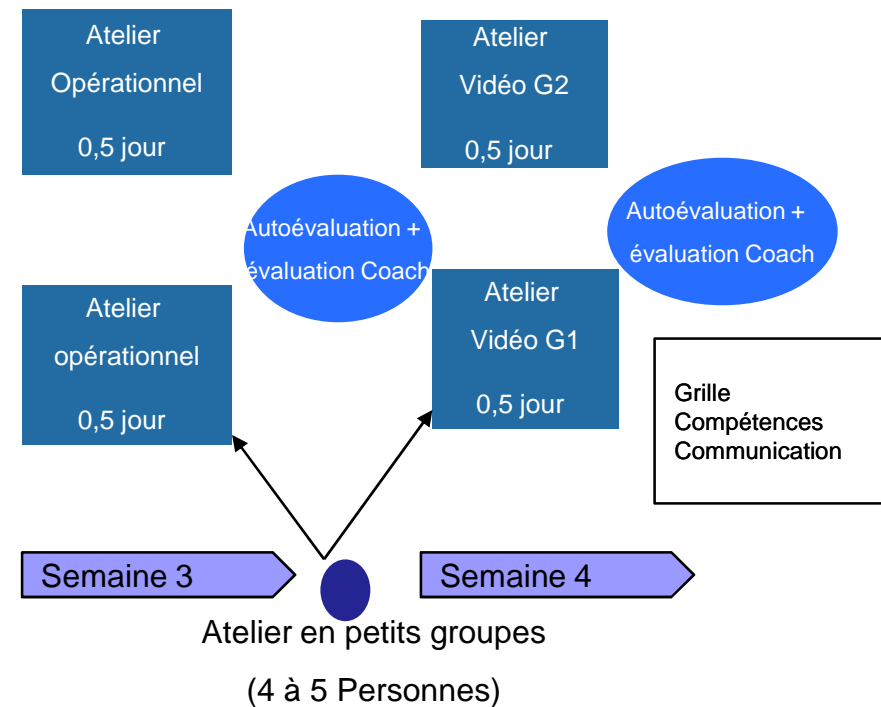 Atelier
Opérationnel
0,5 jour
Atelier
Vidéo G2
0,5 jour
Autoévaluation +
évaluation Coach
Autoévaluation +
évaluation Coach
Atelier
opérationnel
0,5 jour
Atelier
Vidéo G1
0,5 jour
Grille
Compétences
Communication
Semaine 3
Semaine 4
Atelier en petits groupes
(4 à 5 Personnes)